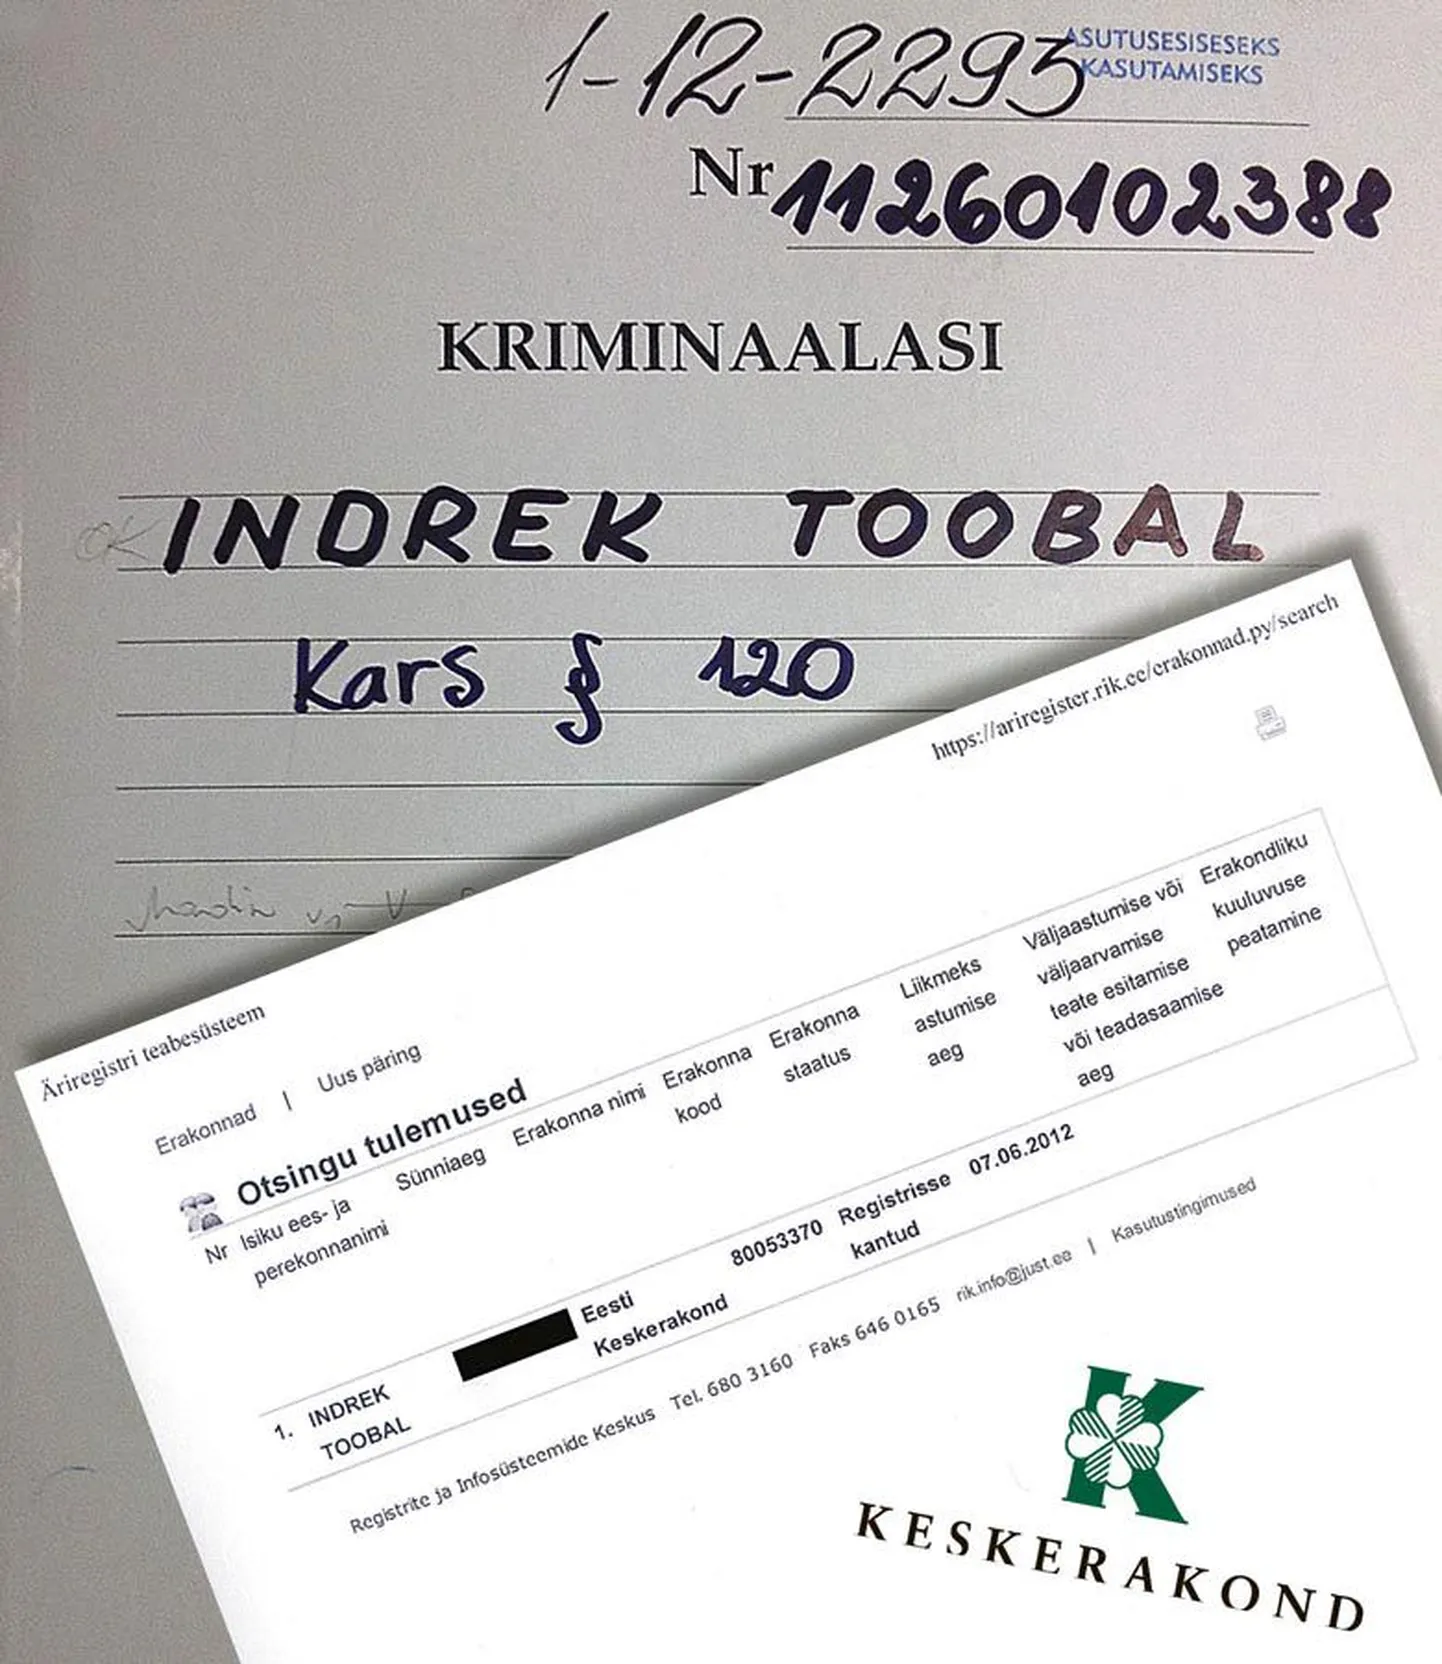 1-12-2293
ASUTUSESISESEKS
KASUTAMISEKS
Nr 11260102388
KRIMINAALASI
OK
INDREK TOOBAL
Kars § 120
https://ariregister.rik.ee/erakonnad.py/search
Äriregistri teabesüsteem
Erakonnad | Uus päring
Otsingu tulemused
Nr Isiku ees- ja perekonnanimi
Sünniaeg
Erakonna nimi
Erakonna kood
Erakonna staatus
Liikmeks astumise aeg
Väljaastumise või väljaarvamise teate esitamise või teadasaamise aeg
Erakondliku kuuluvuse peatamine
1. INDREK TOOBAL
Eesti Keskerakond
80053370
Registrisse kantud
07.06.2012
Registrite ja Infosüsteemide Keskus Tel. 680 3160 Faks 646 0165 rik.info@just.ee | Kasutustingimused
K
KESKERAKOND